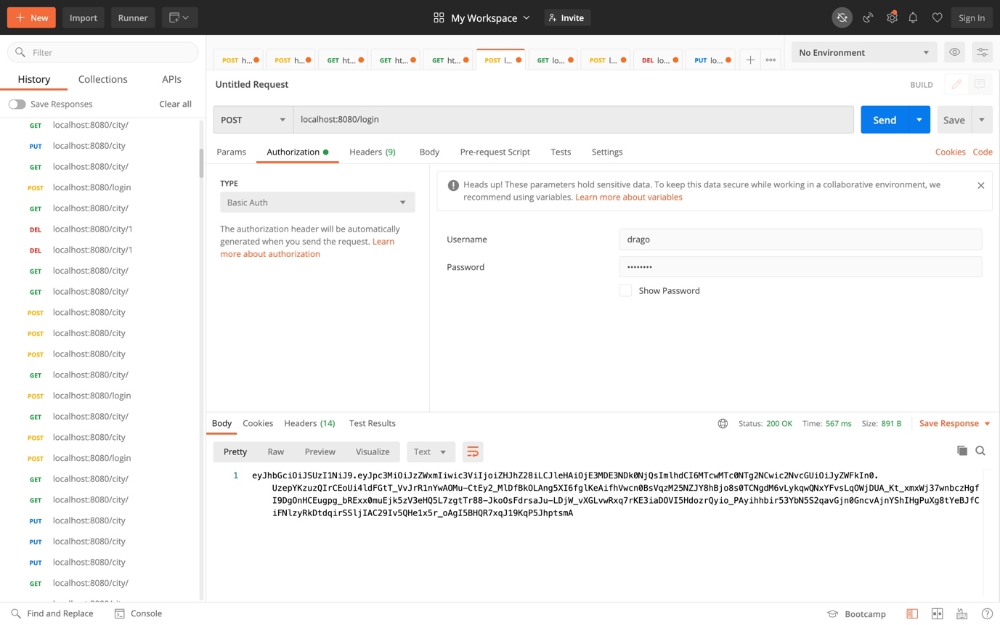 New
Import
Runner
My Workspace
Invite
Sign In
Filter
History
Collections
APIs
Save Responses
Clear all
GET localhost:8080/city/
PUT localhost:8080/city
GET localhost:8080/city/
POST localhost:8080/login
GET localhost:8080/city/
DEL localhost:8080/city/1
DEL localhost:8080/city/1
GET localhost:8080/city/
GET localhost:8080/city/
POST localhost:8080/city
POST localhost:8080/city
POST localhost:8080/city
GET localhost:8080/city/
POST localhost:8080/login
GET localhost:8080/city/
POST localhost:8080/city
POST localhost:8080/login
GET localhost:8080/city/
GET localhost:8080/city/
PUT localhost:8080/city
PUT localhost:8080/city
PUT localhost:8080/city
GET localhost:8080/city/
POST h...
POST h...
GET ht...
GET ht...
GET ht...
POST l...
GET lo...
POST l...
DEL lo...
PUT lo...
No Environment
Untitled Request
BUILD
POST
localhost:8080/login
Send
Save
Params
Authorization
Headers (9)
Body
Pre-request Script
Tests
Settings
Cookies
Code
TYPE
Basic Auth
The authorization header will be automatically
generated when you send the request. Learn
more about authorization
Heads up! These parameters hold sensitive data. To keep this data secure while working in a collaborative environment, we
recommend using variables. Learn more about variables
Username
drago
Password
••••••••
Show Password
Body
Cookies
Headers (14)
Test Results
Status: 200 OK
Time: 567 ms
Size: 891 B
Save Response
Pretty
Raw
Preview
Visualize
Text
1 eyJhbGciOiJSUzI1NiJ9.eyJpc3MiOiJzZWxmIiwic3ViIjoiZHJhZ28iLCJleHAiOjE3MDE3NDk0NjQsImlhdCI6MTcwMTc0NTg2NCwic2NvcGUiOiJyZWFkIn0.
UzepYKzuzQIrCEoUi4ldFGtT_VvJrR1nYwAOMu-CtEy2_MlDfBkOLAng5XI6fglKeAifhVwcn0BsVqzM25NZJY8hBjo8s0TCNgdM6vLykqwQNxYFvsLqOWjDUA_Kt_xmxWj37wnbczHgf
I9DgOnHCEugpg_bRExx0muEjk5zV3eHQ5L7zgtTr88-JkoOsFdrsaJu-LDjW_vXGLvwRxq7rKE3iaDOVI5HdozrQyio_PAyihhbir53YbN5S2qavGjn0GncvAjnYShIHgPuXg8tYeBJfC
iFNlzyRkDtdqirSSljIAC29Iv5QHe1x5r_oAgI5BHQR7xqJ19KqP5JhptsmA
Find and Replace
Console
Bootcamp